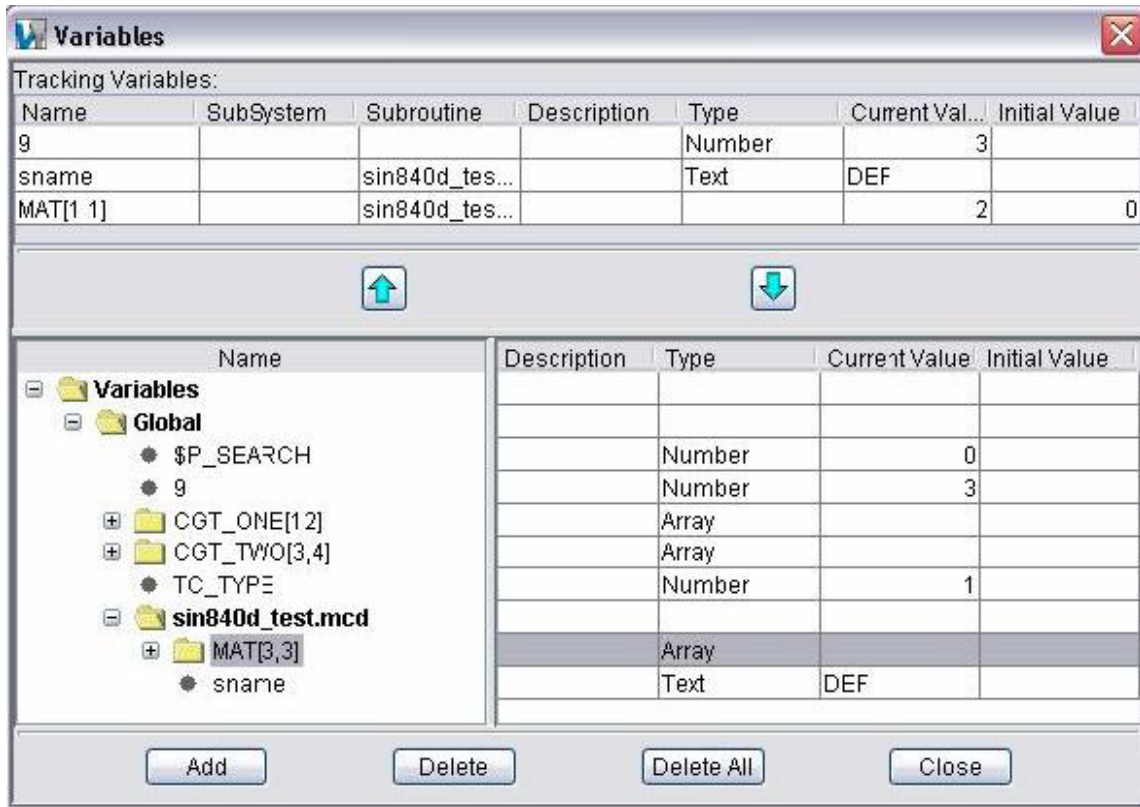 Variables
Tracking Variables:
Name SubSystem Subroutine Description Type Current Val... Initial Value
9 Number 3
sname sin840d_tes... Text DEF
MAT[1 1] sin840d_tes... 2 0
Name Description Type Current Value Initial Value
Variables
Global
$P_SEARCH Number 0
9 Number 3
CGT_ONE[12] Array
CGT_TWO[3,4] Array
TC_TYPE Number 1
sin840d_test.mcd
MAT[3,3] Array
sname Text DEF
Add Delete Delete All Close